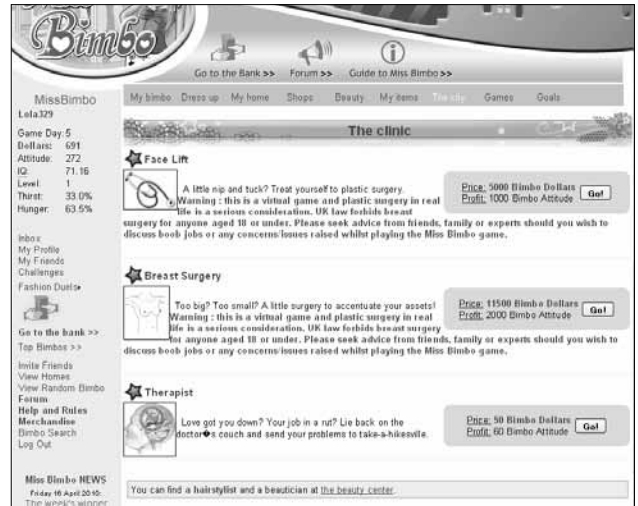 Miss
Bimbo
Go to the Bank >> Forum >> Guide to Miss Bimbo >>
MissBimbo
Lola329
Game Day: 5
Dollars: 691
Attitude: 272
IQ: 71.16
Level: 1
Thirst: 33.0%
Hunger: 63.5%
Inbox
My Profile
My Friends
Challenges
Fashion Duels
Go to the bank >>
Top Bimbos >>
Invite Friends
View Homes
View Random Bimbo
Forum
Help and Rules
Merchandise
Bimbo Search
Log Out
Miss Bimbo NEWS
Friday 16 April 2010:
The week's winner
My bimbo Dress up My home Shops Beauty My items The city Games Goals
The clinic
Face Lift
A little nip and tuck? Treat yourself to plastic surgery.
Warning : this is a virtual game and plastic surgery in real
life is a serious consideration. UK law forbids breast
surgery for anyone aged 18 or under. Please seek advice from friends, family or experts should you wish to
discuss boob jobs or any concerns/issues raised whilst playing the Miss Bimbo game.
Price: 5000 Bimbo Dollars
Profit: 1000 Bimbo Attitude
Go!
Breast Surgery
Too big? Too small? A little surgery to accentuate your assets!
Warning : this is a virtual game and plastic surgery in real
life is a serious consideration. UK law forbids breast surgery
for anyone aged 18 or under. Please seek advice from friends, family or experts should you wish to
discuss boob jobs or any concerns/issues raised whilst playing the Miss Bimbo game.
Price: 11500 Bimbo Dollars
Profit: 2000 Bimbo Attitude
Go!
Therapist
Love got you down? Your job in a rut? Lie back on the
doctor�s couch and send your problems to take-a-hikesville.
Price: 50 Bimbo Dollars
Profit: 60 Bimbo Attitude
Go!
You can find a hairstylist and a beautician at the beauty center.